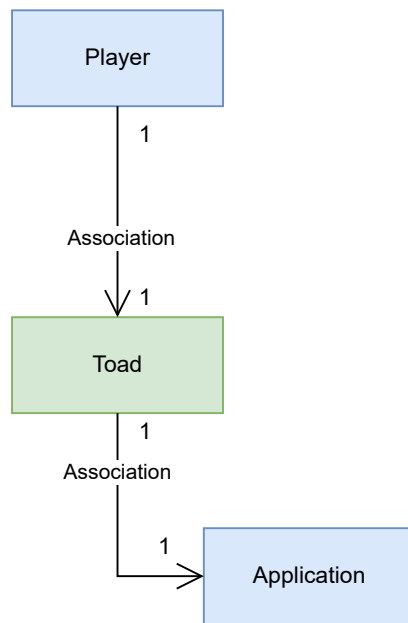 Player
1
Association
1
Toad
1
Association
1
Application